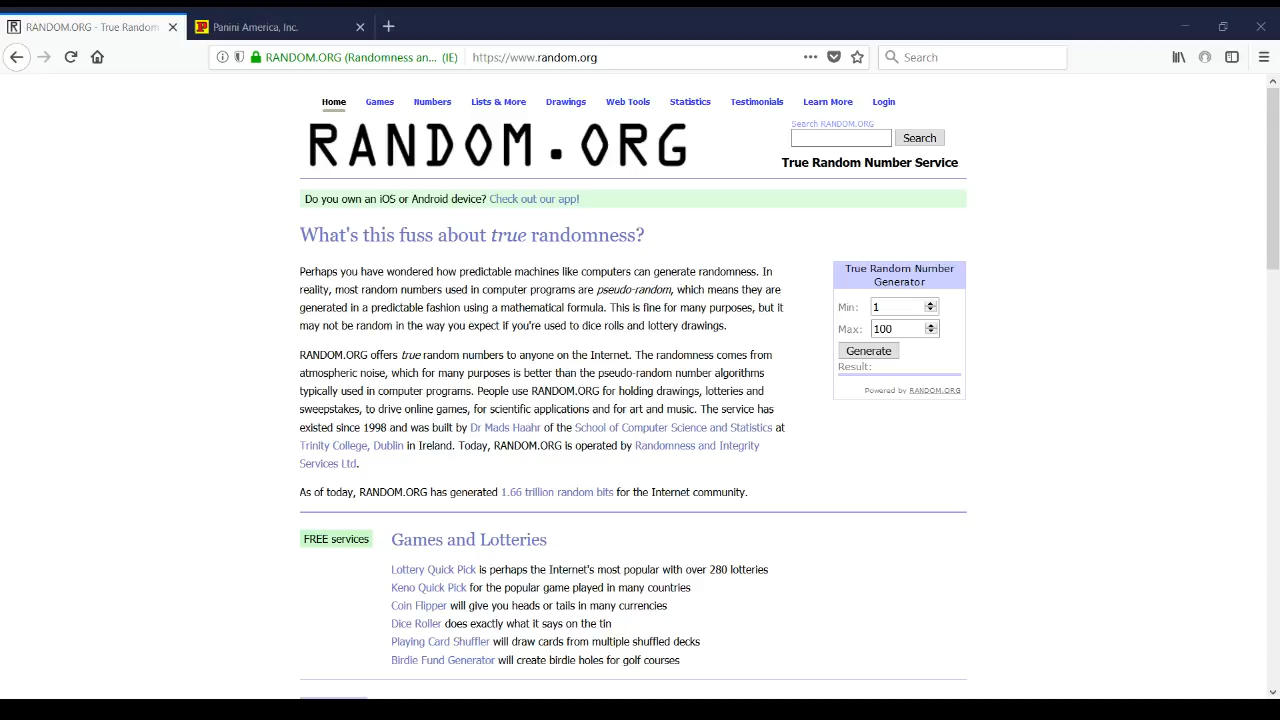 RANDOM.ORG - True Random
Panini America, Inc.
RANDOM.ORG (Randomness an... (IE)
https://www.random.org
Search
Home Games Numbers Lists & More Drawings Web Tools Statistics Testimonials Learn More Login
RANDOM.ORG
Search RANDOM.ORG
Search
True Random Number Service
Do you own an iOS or Android device? Check out our app!
What's this fuss about true randomness?
Perhaps you have wondered how predictable machines like computers can generate randomness. In
reality, most random numbers used in computer programs are pseudo-random, which means they are
generated in a predictable fashion using a mathematical formula. This is fine for many purposes, but it
may not be random in the way you expect if you're used to dice rolls and lottery drawings.
RANDOM.ORG offers true random numbers to anyone on the Internet. The randomness comes from
atmospheric noise, which for many purposes is better than the pseudo-random number algorithms
typically used in computer programs. People use RANDOM.ORG for holding drawings, lotteries and
sweepstakes, to drive online games, for scientific applications and for art and music. The service has
existed since 1998 and was built by Dr Mads Haahr of the School of Computer Science and Statistics at
Trinity College, Dublin in Ireland. Today, RANDOM.ORG is operated by Randomness and Integrity
Services Ltd.
As of today, RANDOM.ORG has generated 1.66 trillion random bits for the Internet community.
True Random Number
Generator
Min: 1
Max: 100
Generate
Result:
Powered by RANDOM.ORG
FREE services
Games and Lotteries
Lottery Quick Pick is perhaps the Internet's most popular with over 280 lotteries
Keno Quick Pick for the popular game played in many countries
Coin Flipper will give you heads or tails in many currencies
Dice Roller does exactly what it says on the tin
Playing Card Shuffler will draw cards from multiple shuffled decks
Birdie Fund Generator will create birdie holes for golf courses